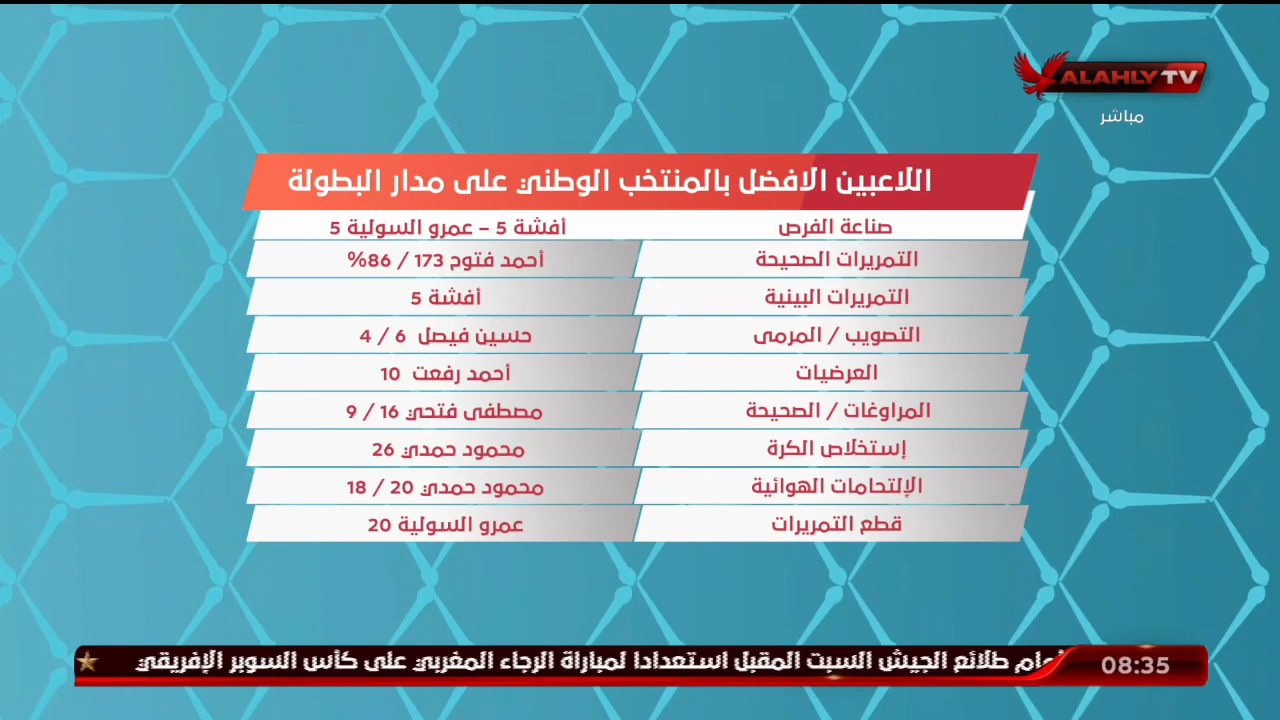 ALAHLY TV
مباشر
اللاعبين الافضل بالمنتخب الوطني على مدار البطولة
صناعة الفرص أفشة 5 – عمرو السولية 5
التمريرات الصحيحة أحمد فتوح 173 / 86%
التمريرات البينية أفشة 5
التصويب / المرمى حسين فيصل 6 / 4
العرضيات أحمد رفعت 10
المراوغات / الصحيحة مصطفى فتحي 16 / 9
إستخلاص الكرة محمود حمدي 26
الإلتحامات الهوائية محمود حمدي 20 / 18
قطع التمريرات عمرو السولية 20
08:35 أمام طلائع الجيش السبت المقبل استعدادا لمباراة الرجاء المغربي على كأس السوبر الإفريقي